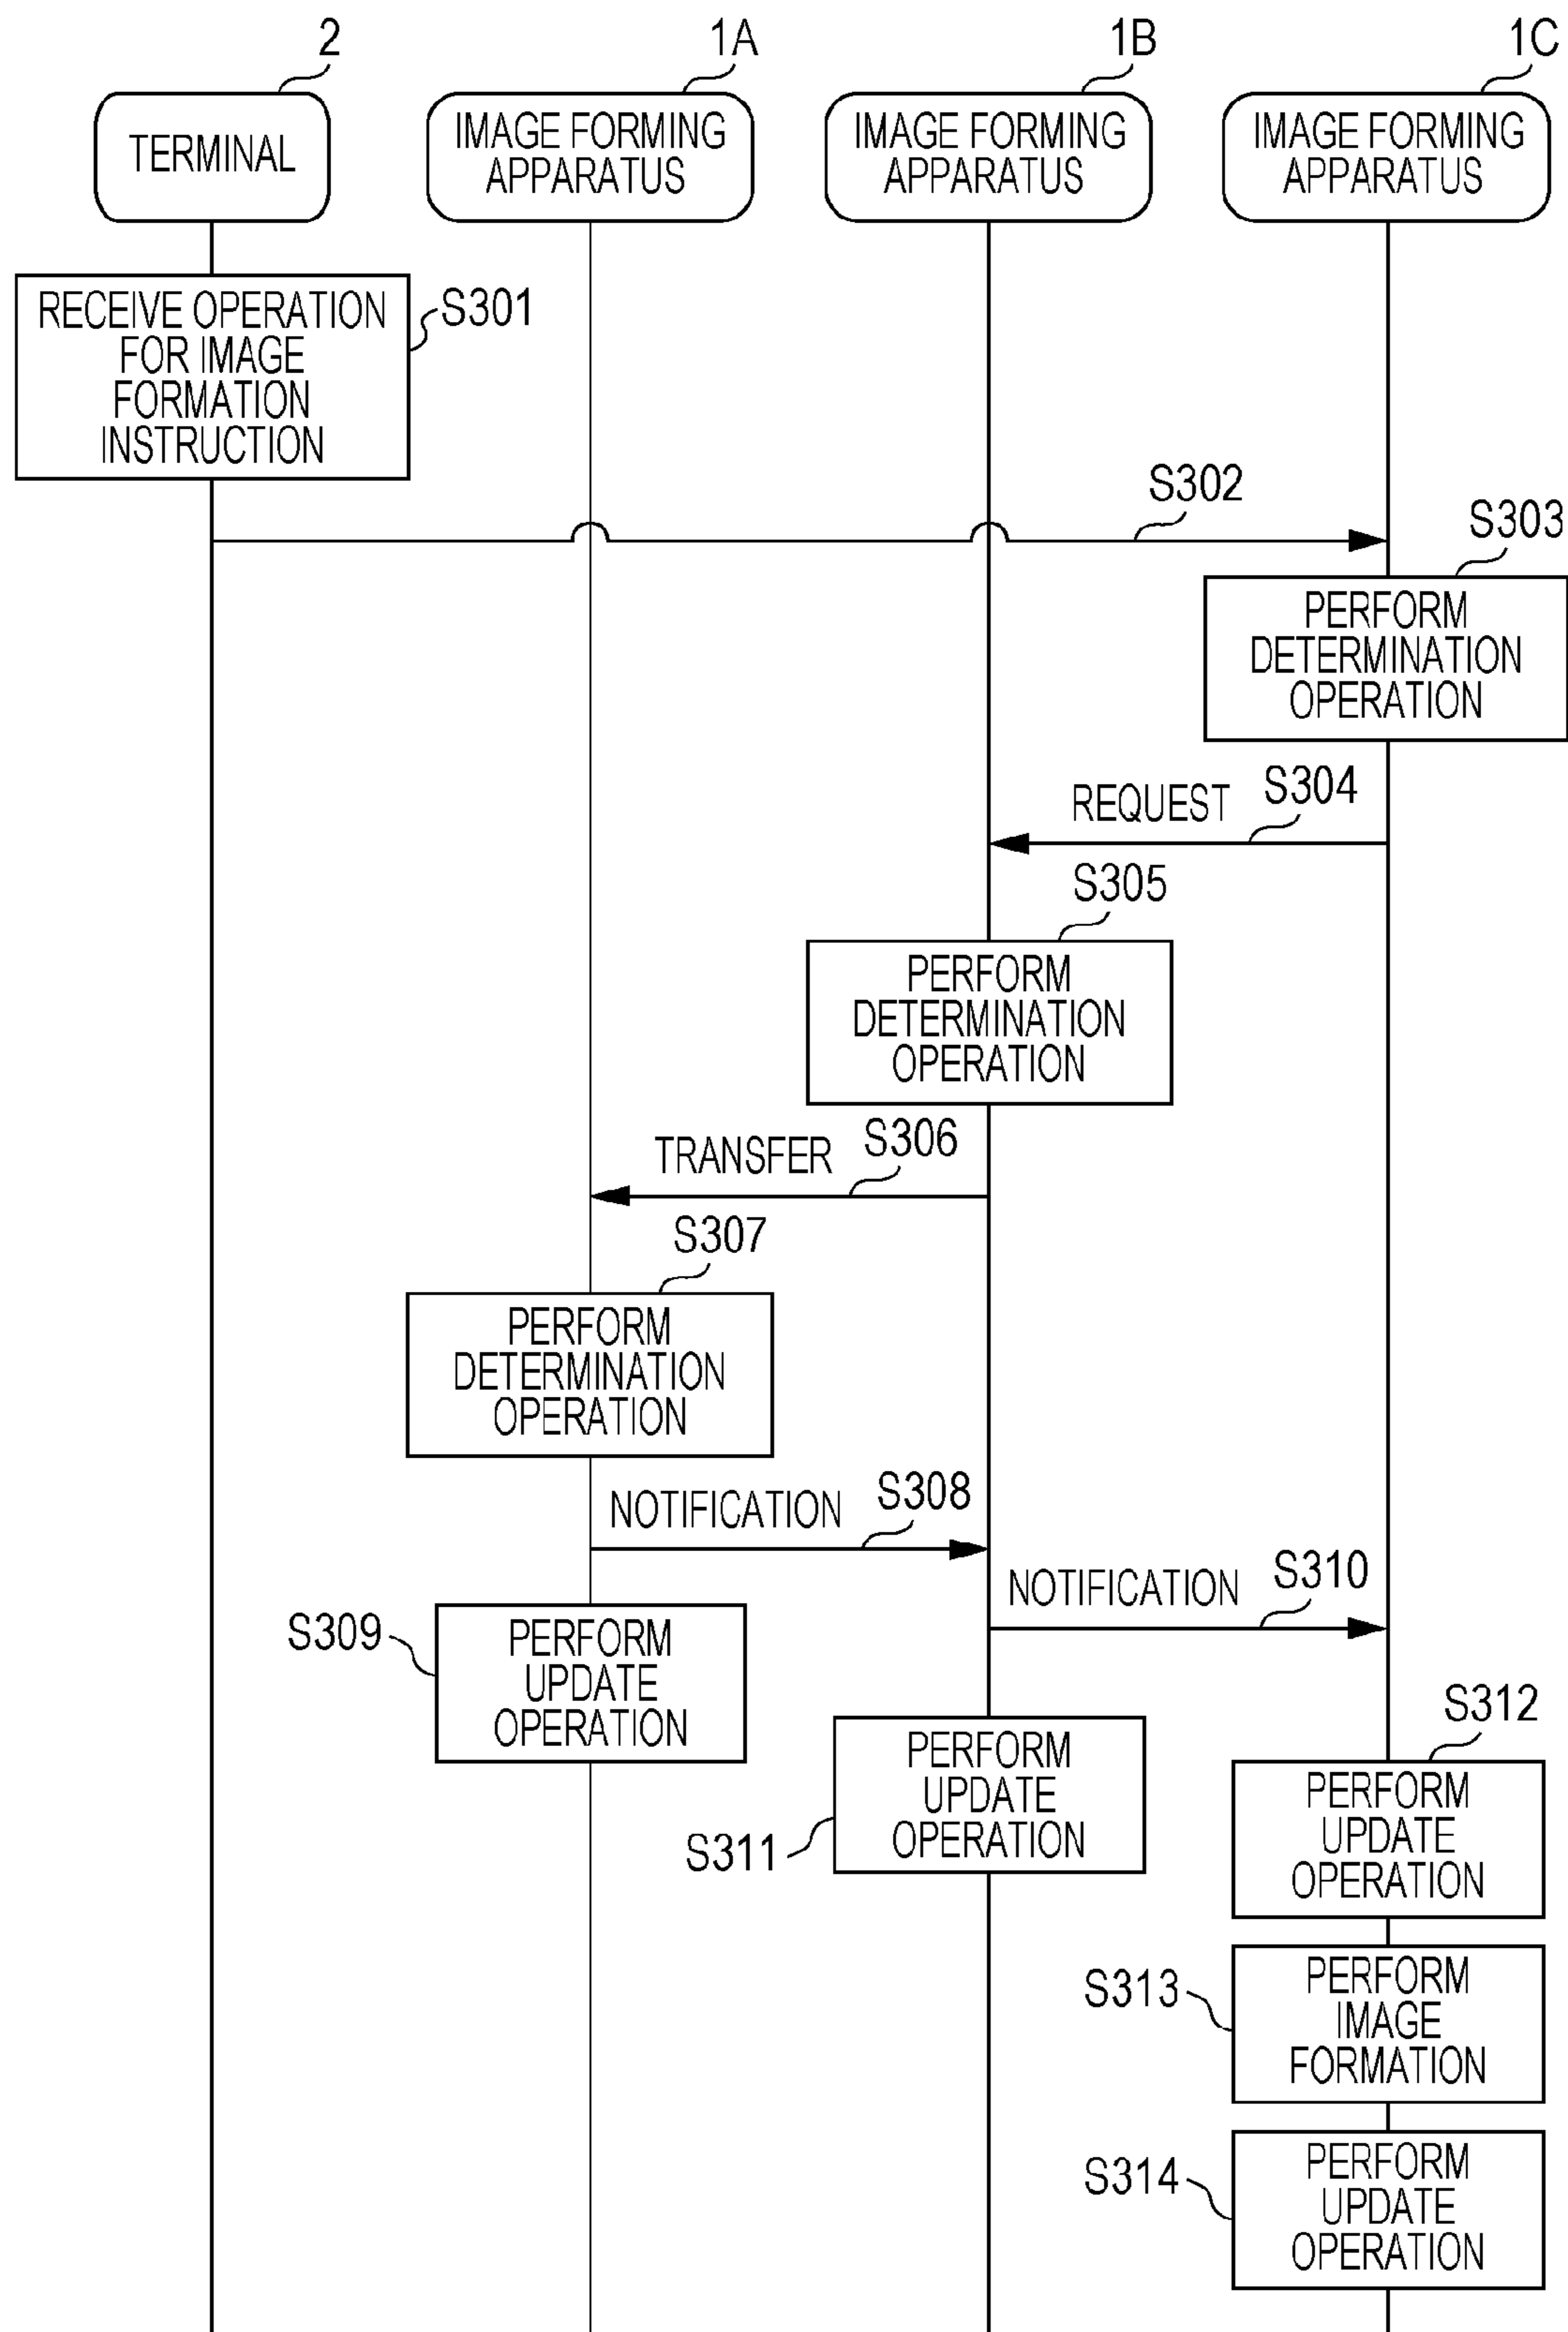 2
1A
1B
1C
TERMINAL
IMAGE FORMING
APPARATUS
IMAGE FORMING
APPARATUS
IMAGE FORMING
APPARATUS
RECEIVE OPERATION
FOR IMAGE
FORMATION
INSTRUCTION
S301
S302
S303
PERFORM
DETERMINATION
OPERATION
REQUEST
S304
S305
PERFORM
DETERMINATION
OPERATION
TRANSFER
S306
S307
PERFORM
DETERMINATION
OPERATION
NOTIFICATION
S308
NOTIFICATION
S310
S309
PERFORM
UPDATE
OPERATION
S311
PERFORM
UPDATE
OPERATION
S312
PERFORM
UPDATE
OPERATION
S313
PERFORM
IMAGE
FORMATION
S314
PERFORM
UPDATE
OPERATION